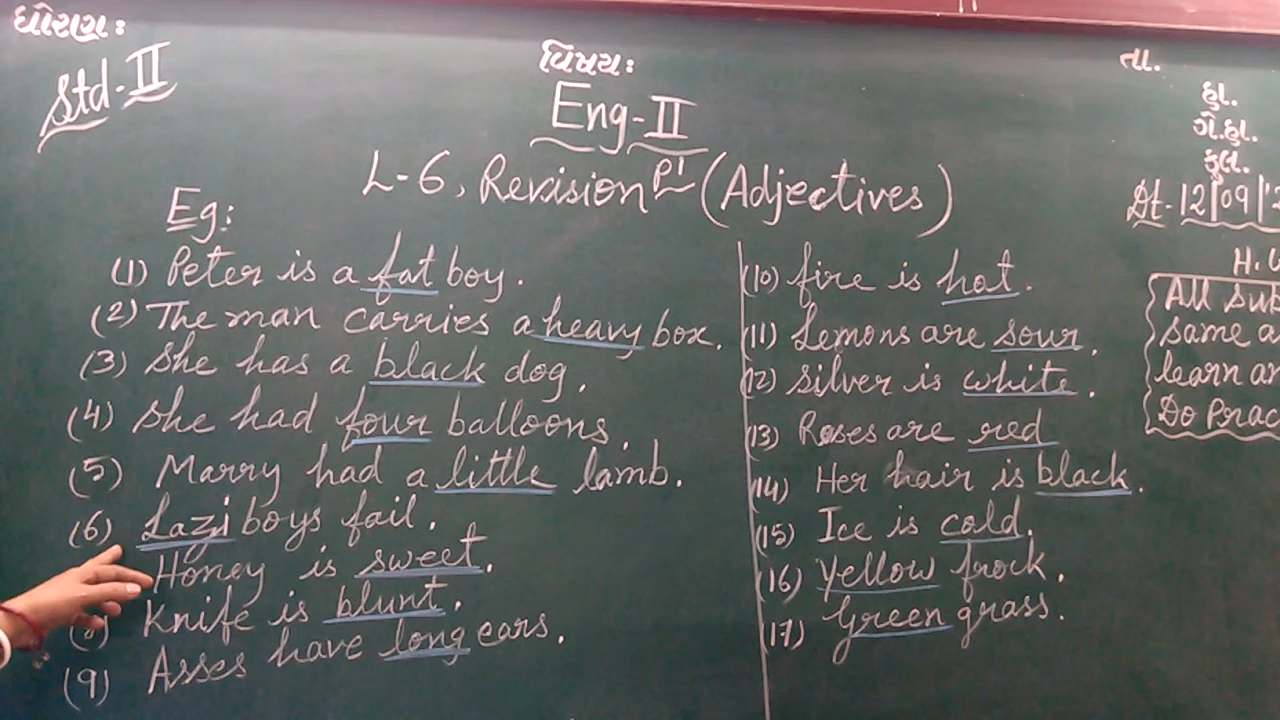 ધોરણ:
Std-II
વિષય:
Eng-II
તા.
હા.
ગે.હા.
કુલ.
Dt-12/09/'
L-6, Revision P1 (Adjectives)
Eg:
(1) Peter is a fat boy.
(2) The man carries a heavy box.
(3) She has a black dog.
(4) She had four balloons.
(5) Marry had a little lamb.
(6) Lazi boys fail.
Honey is sweet.
Knife is blunt.
(9) Asses have long ears.
(10) fire is hot.
(11) Lemons are sour.
(12) Silver is white.
(13) Roses are red
(14) Her hair is black.
(15) Ice is cold.
(16) Yellow frock.
(17) Green grass.
H.
All Sub
same a
learn an
Do Prac